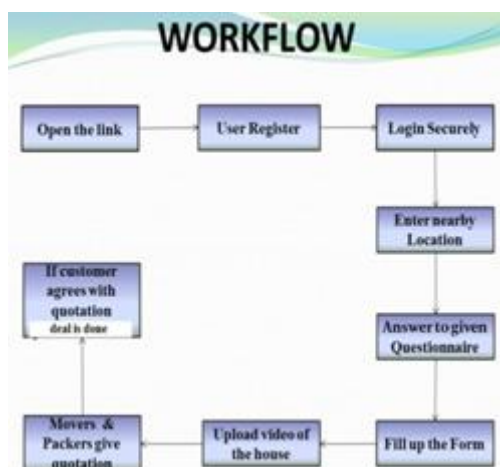 WORKFLOW
Open the link
User Register
Login Securely
Enter nearby
Location
Answer to given
Questionnaire
Fill up the Form
Upload video of
the house
Movers & 
Packers give
quotation
If customer
agrees with
quotation
deal is done